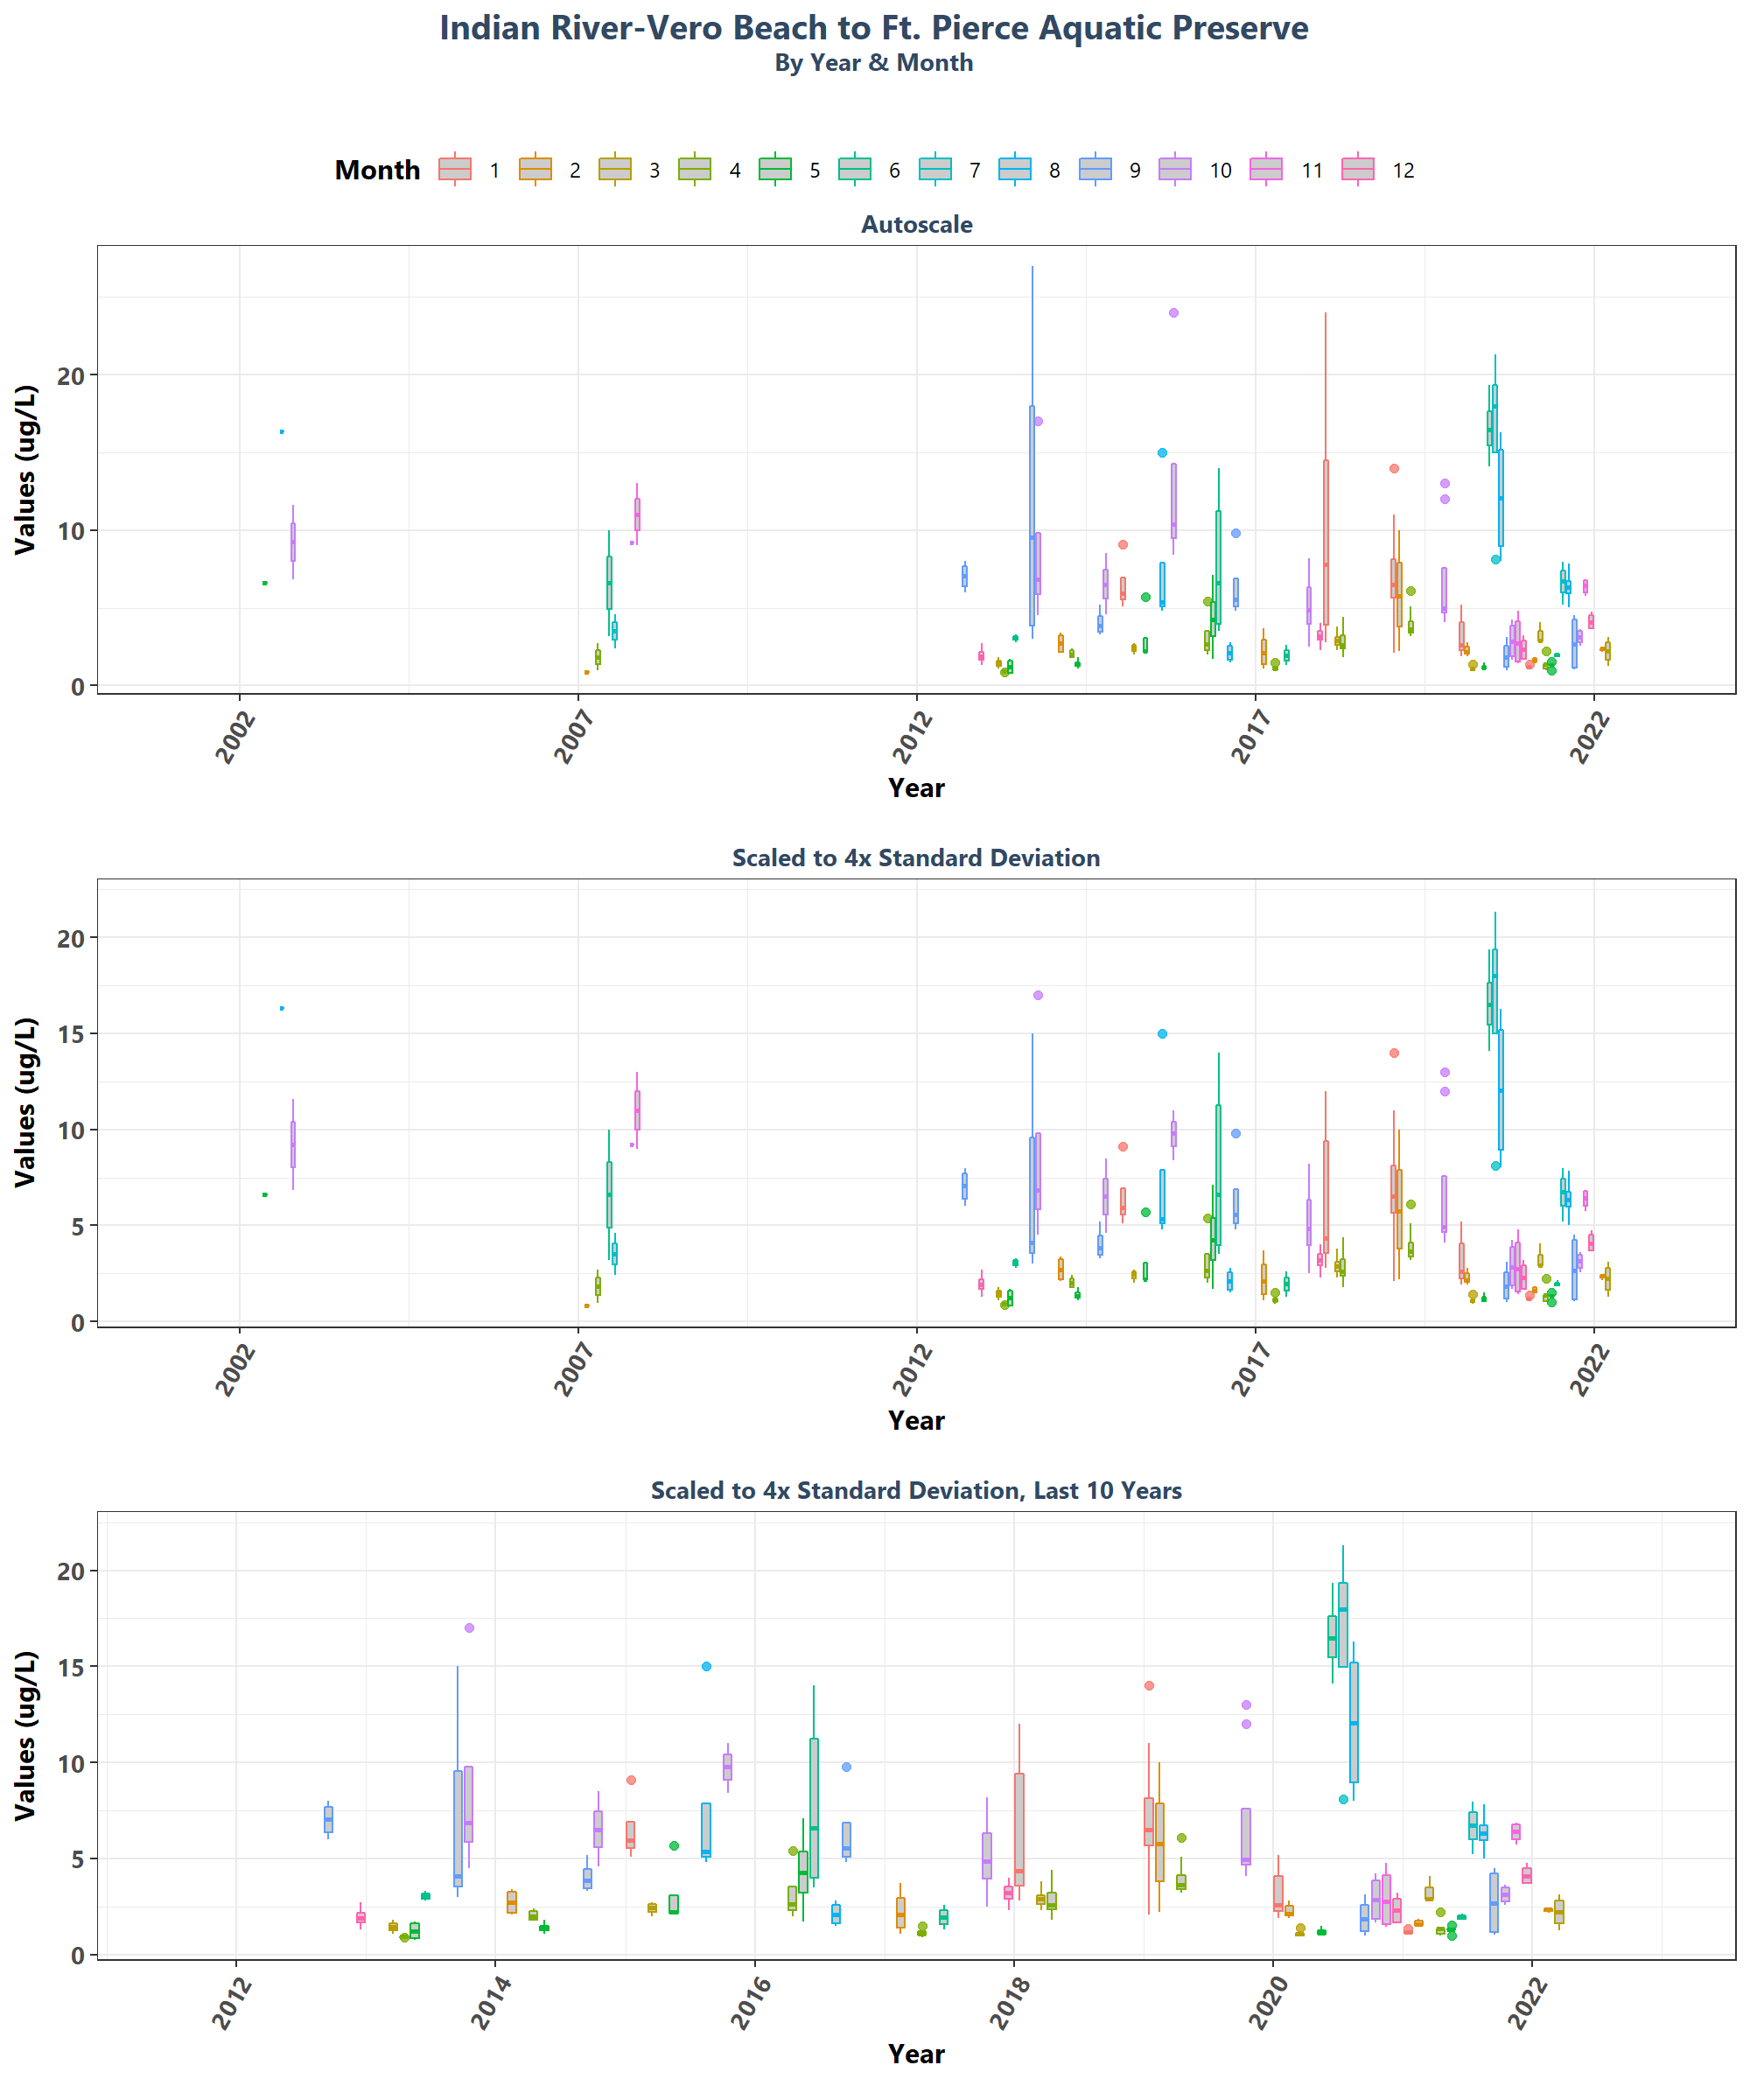 Indian River-Vero Beach to Ft. Pierce Aquatic Preserve
By Year & Month
Month 1 2 3 4 5 6 7 8 9 10 11 12
Autoscale
Values (ug/L)
20
10
0
2002 2007 2012 2017 2022
Year
Scaled to 4x Standard Deviation
Values (ug/L)
20
15
10
5
0
2002 2007 2012 2017 2022
Year
Scaled to 4x Standard Deviation, Last 10 Years
Values (ug/L)
20
15
10
5
0
2012 2014 2016 2018 2020 2022
Year